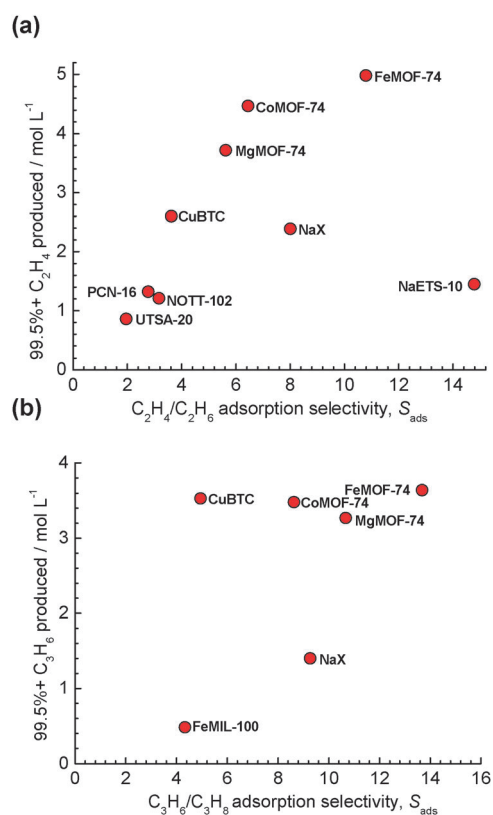 (a)
5
4
3
2
1
0
99.5%+ C₂H₄ produced / mol L⁻¹
FeMOF-74
CoMOF-74
MgMOF-74
CuBTC
NaX
PCN-16
NOTT-102
NaETS-10
UTSA-20
0 2 4 6 8 10 12 14
C₂H₄/C₂H₆ adsorption selectivity, S_ads
(b)
4
3
2
1
0
99.5%+ C₃H₆ produced / mol L⁻¹
FeMOF-74
CuBTC
CoMOF-74
MgMOF-74
NaX
FeMIL-100
0 2 4 6 8 10 12 14 16
C₃H₆/C₃H₈ adsorption selectivity, S_ads